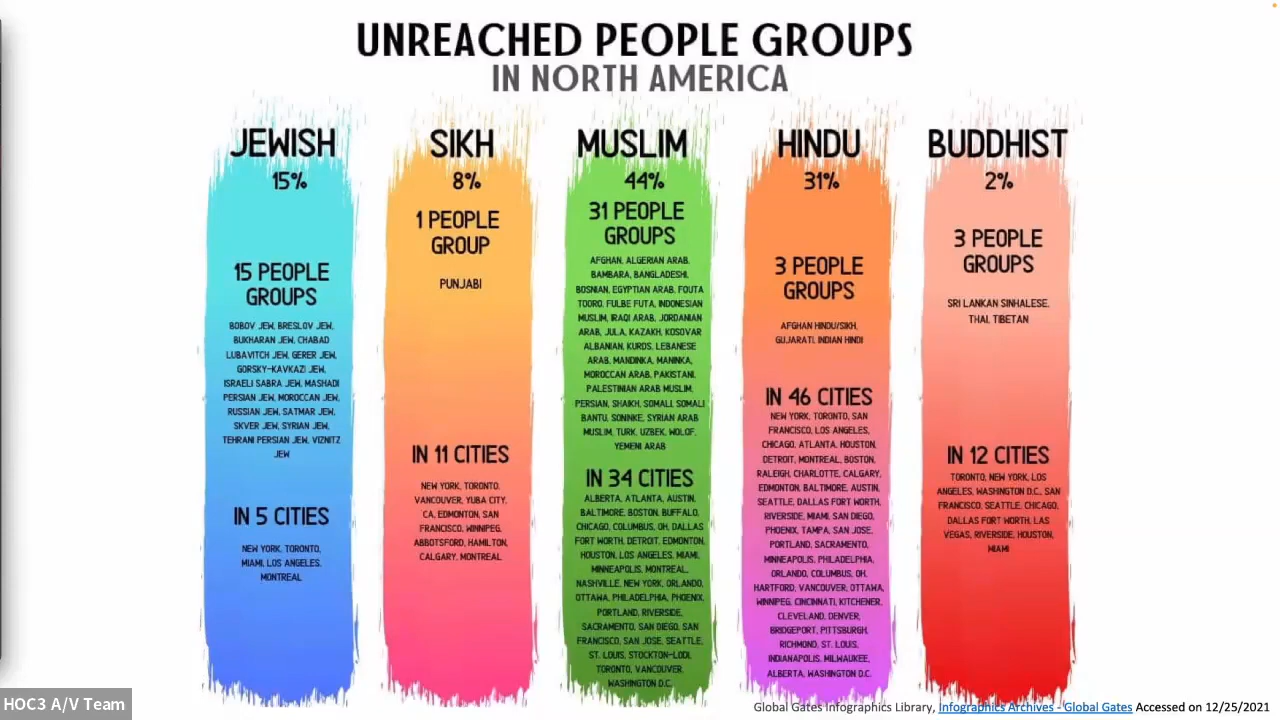 UNREACHED PEOPLE GROUPS
IN NORTH AMERICA
JEWISH
15%
15 PEOPLE
GROUPS
BOBOV JEW, BRESLOV JEW,
BUKHARAN JEW, CHABAD
LUBAVITCH JEW, GERER JEW,
GORSKY-KAVKAZI JEW,
ISRAELI SABRA JEW, MASHADI
PERSIAN JEW, MOROCCAN JEW,
RUSSIAN JEW, SATMAR JEW,
SKVER JEW, SYRIAN JEW,
TEHRANI PERSIAN JEW, VIZNITZ
JEW
IN 5 CITIES
NEW YORK, TORONTO,
MIAMI, LOS ANGELES,
MONTREAL
SIKH
8%
1 PEOPLE
GROUP
PUNJABI
IN 11 CITIES
NEW YORK, TORONTO,
VANCOUVER, YUBA CITY,
CA, EDMONTON, SAN
FRANCISCO, WINNIPEG,
ABBOTSFORD, HAMILTON,
CALGARY, MONTREAL
MUSLIM
44%
31 PEOPLE
GROUPS
AFGHAN, ALGERIAN ARAB,
BAMBARA, BANGLADESHI,
BOSNIAN, EGYPTIAN ARAB, FOUTA
TOORO, FULBE FUTA, INDONESIAN
MUSLIM, IRAQI ARAB, JORDANIAN
ARAB, JULA, KAZAKH, KOSOVAR
ALBANIAN, KURDS, LEBANESE
ARAB, MANDINKA, MANINKA,
MOROCCAN ARAB, PAKISTANI,
PALESTINIAN ARAB MUSLIM,
PERSIAN, SHAIKH, SOMALI, SOMALI
BANTU, SONINKE, SYRIAN ARAB
MUSLIM, TURK, UZBEK, WOLOF,
YEMENI ARAB
IN 34 CITIES
ALBERTA, ATLANTA, AUSTIN,
BALTIMORE, BOSTON, BUFFALO,
CHICAGO, COLUMBUS, OH, DALLAS
FORT WORTH, DETROIT, EDMONTON,
HOUSTON, LOS ANGELES, MIAMI,
MINNEAPOLIS, MONTREAL,
NASHVILLE, NEW YORK, ORLANDO,
OTTAWA, PHILADELPHIA, PHOENIX,
PORTLAND, RIVERSIDE,
SACRAMENTO, SAN DIEGO, SAN
FRANCISCO, SAN JOSE, SEATTLE,
ST. LOUIS, STOCKTON-LODI,
TORONTO, VANCOUVER,
WASHINGTON D.C.
HINDU
31%
3 PEOPLE
GROUPS
AFGHAN HINDU/SIKH,
GUJARATI, INDIAN HINDI
IN 46 CITIES
NEW YORK, TORONTO, SAN
FRANCISCO, LOS ANGELES,
CHICAGO, ATLANTA, HOUSTON,
DETROIT, MONTREAL, BOSTON,
RALEIGH, CHARLOTTE, CALGARY,
EDMONTON, BALTIMORE, AUSTIN,
SEATTLE, DALLAS FORT WORTH,
RIVERSIDE, MIAMI, SAN DIEGO,
PHOENIX, TAMPA, SAN JOSE,
PORTLAND, SACRAMENTO,
MINNEAPOLIS, PHILADELPHIA,
ORLANDO, COLUMBUS, OH,
HARTFORD, VANCOUVER, OTTAWA,
WINNIPEG, CINCINNATI, KITCHENER,
CLEVELAND, DENVER,
BRIDGEPORT, PITTSBURGH,
RICHMOND, ST. LOUIS,
INDIANAPOLIS, MILWAUKEE,
ALBERTA, WASHINGTON D.C.
BUDDHIST
2%
3 PEOPLE
GROUPS
SRI LANKAN SINHALESE,
THAI, TIBETAN
IN 12 CITIES
TORONTO, NEW YORK, LOS
ANGELES, WASHINGTON D.C., SAN
FRANCISCO, SEATTLE, CHICAGO,
DALLAS FORT WORTH, LAS
VEGAS, RIVERSIDE, HOUSTON,
MIAMI
HOC3 A/V Team
Global Gates Infographics Library, Infographics Archives - Global Gates Accessed on 12/25/2021